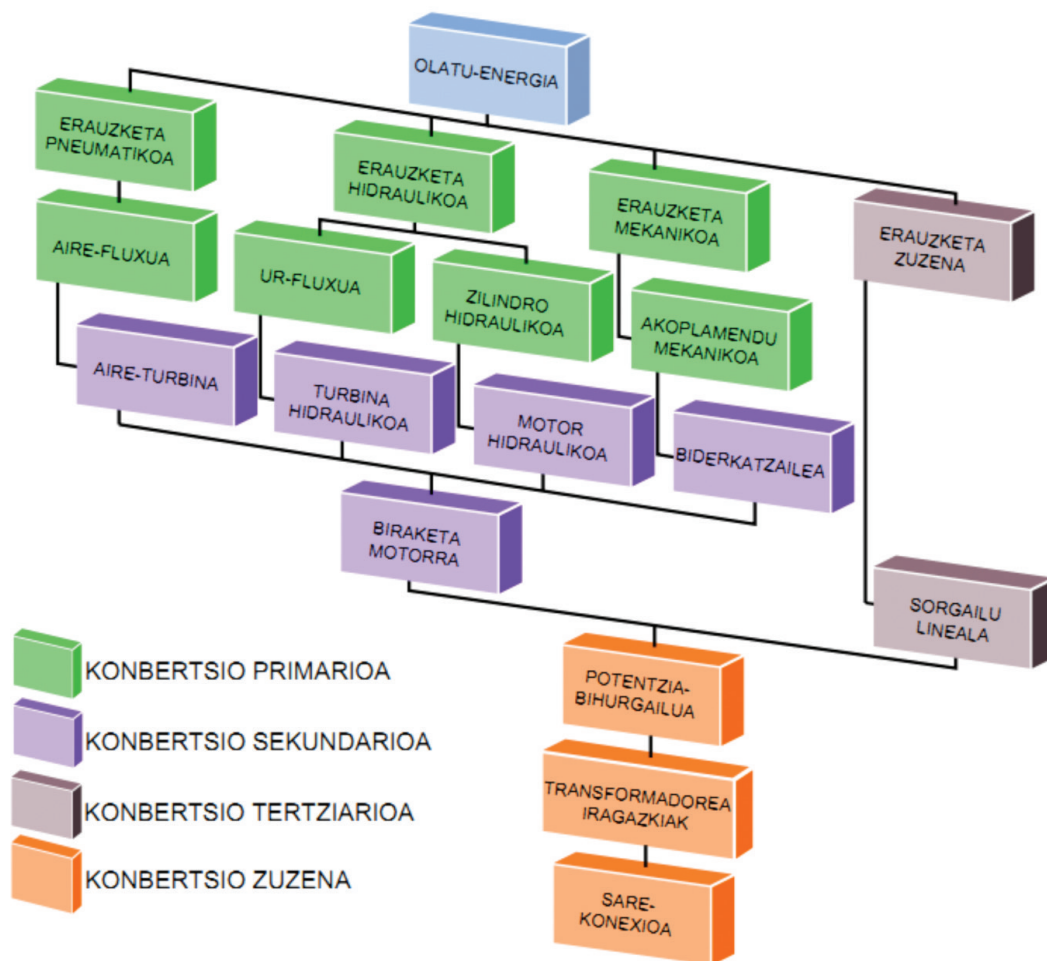 OLATU-ENERGIA
ERAUZKETA
PNEUMATIKOA
ERAUZKETA
HIDRAULIKOA
ERAUZKETA
MEKANIKOA
ERAUZKETA
ZUZENA
AIRE-FLUXUA
UR-FLUXUA
ZILINDRO
HIDRAULIKOA
AKOPLAMENDU
MEKANIKOA
AIRE-TURBINA
TURBINA
HIDRAULIKOA
MOTOR
HIDRAULIKOA
BIDERKATZAILEA
BIRAKETA
MOTORRA
SORGAILU
LINEALA
POTENTZIA-
BIHURGAILUA
TRANSFORMADOREA
IRAGAZKIAK
SARE-
KONEXIOA
KONBERTSIO PRIMARIOA
KONBERTSIO SEKUNDARIOA
KONBERTSIO TERTZIARIOA
KONBERTSIO ZUZENA